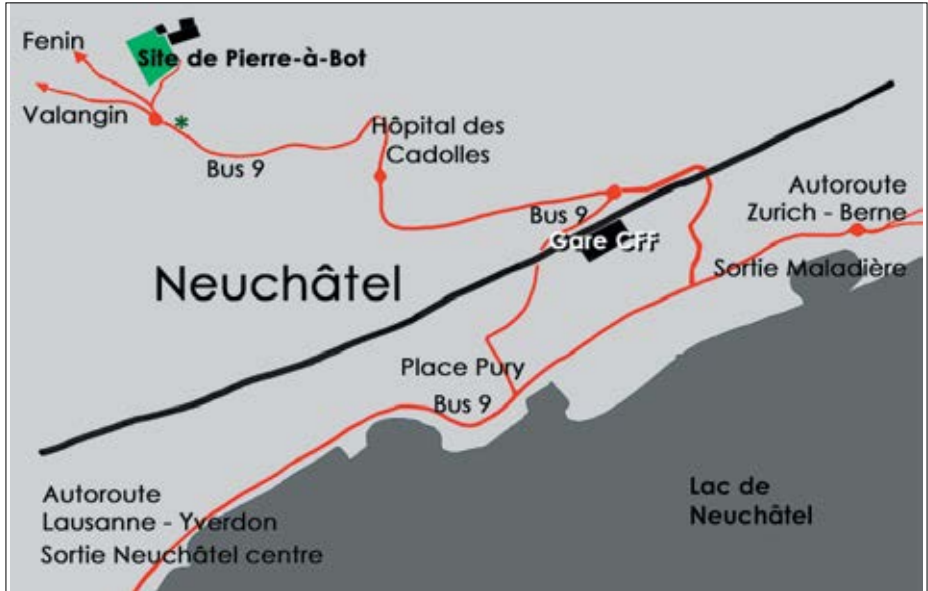 Fenin
Site de Pierre-à-Bot
Valangin
*
Bus 9
Hôpital des
Cadolles
Autoroute
Zurich - Berne
Bus 9
Gare CFF
Sortie Maladière
Neuchâtel
Place Pury
Bus 9
Autoroute
Lausanne - Yverdon
Sortie Neuchâtel centre
Lac de
Neuchâtel